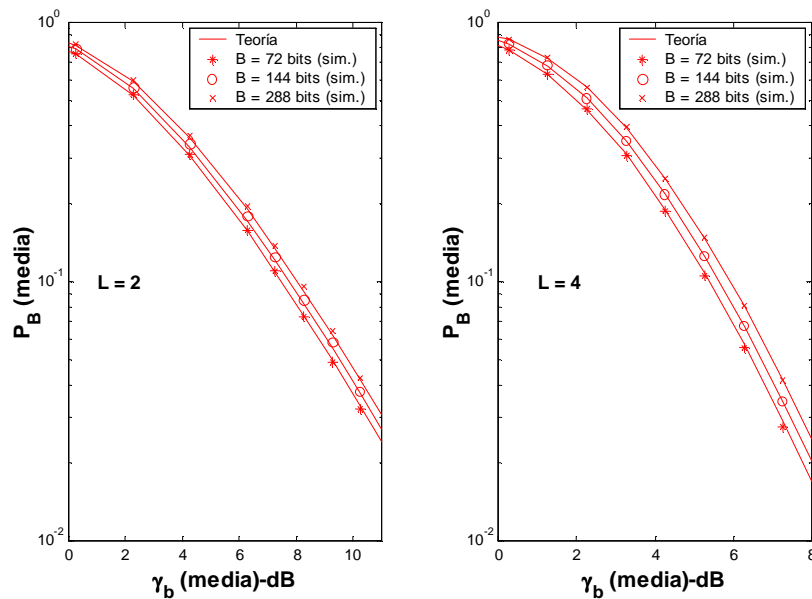 Teoría
B = 72 bits (sim.)
B = 144 bits (sim.)
B = 288 bits (sim.)
L = 2
P_B (media)
10^0
10^-1
10^-2
0 2 4 6 8 10
γ_b (media)-dB
Teoría
B = 72 bits (sim.)
B = 144 bits (sim.)
B = 288 bits (sim.)
L = 4
P_B (media)
10^0
10^-1
10^-2
0 2 4 6 8
γ_b (media)-dB